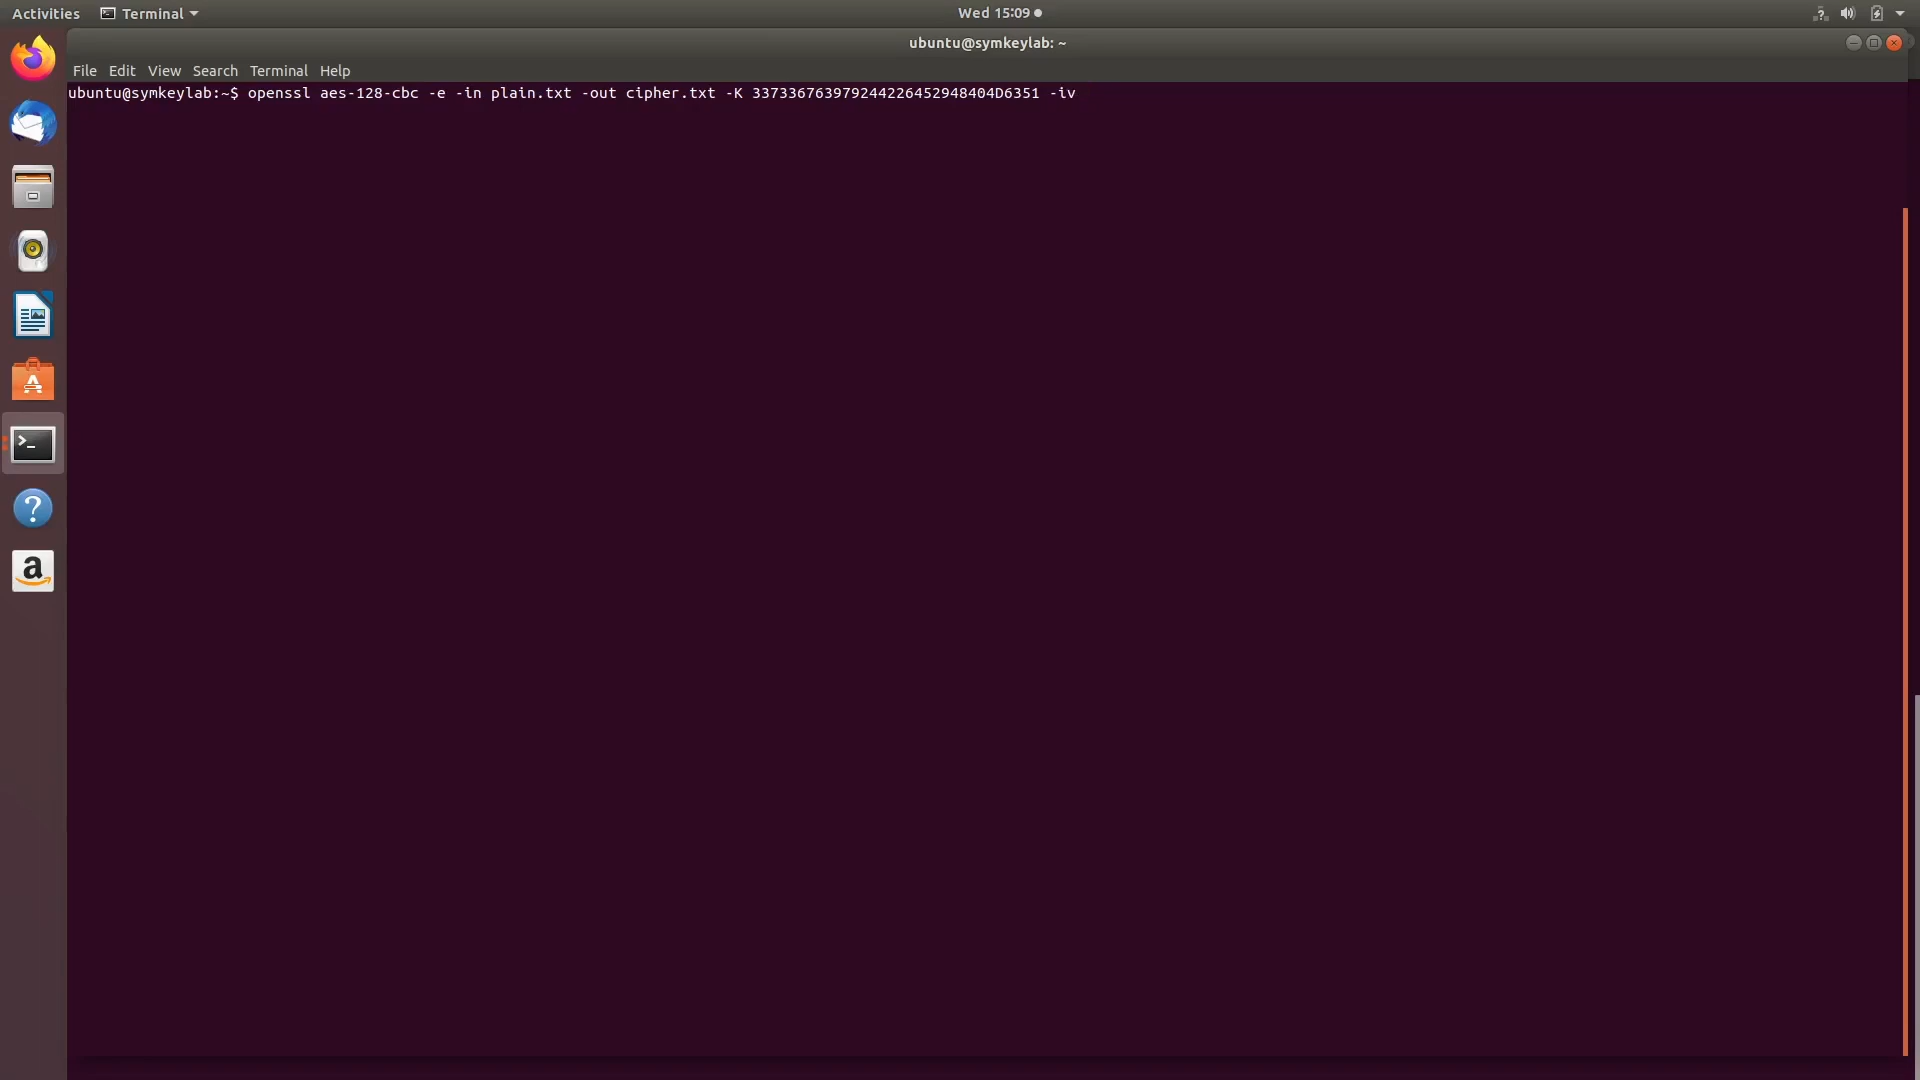 Activities Terminal Wed 15:09
ubuntu@symkeylab: ~
File Edit View Search Terminal Help
ubuntu@symkeylab:~$ openssl aes-128-cbc -e -in plain.txt -out cipher.txt -K 337336763979244226452948404D6351 -iv